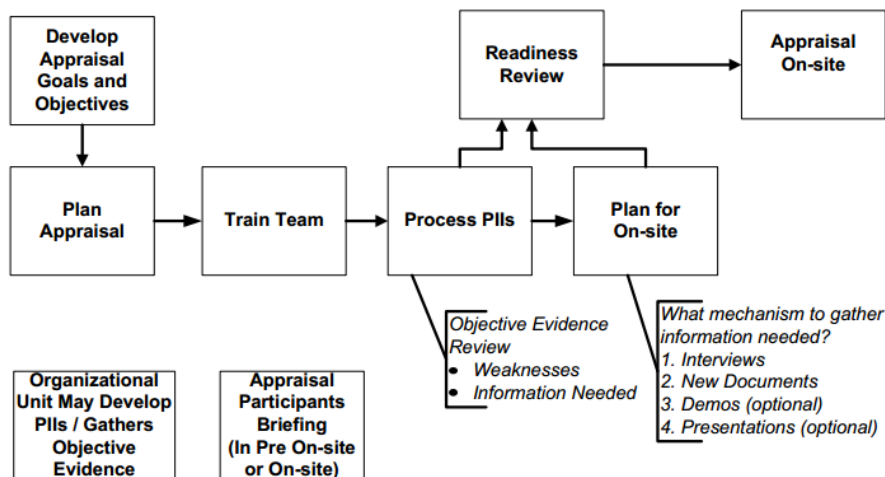 Develop
Appraisal
Goals and
Objectives
Readiness
Review
Appraisal
On-site
Plan
Appraisal
Train Team
Process PIIs
Plan for
On-site
Objective Evidence
Review
• Weaknesses
• Information Needed
What mechanism to gather
information needed?
1. Interviews
2. New Documents
3. Demos (optional)
4. Presentations (optional)
Organizational
Unit May Develop
PIIs / Gathers
Objective
Evidence
Appraisal
Participants
Briefing
(In Pre On-site
or On-site)